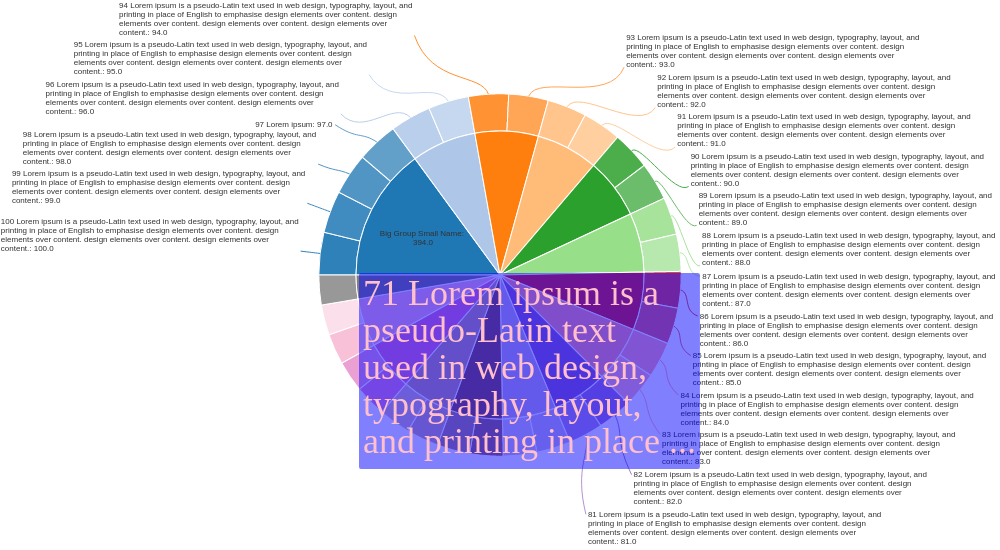 94 Lorem ipsum is a pseudo-Latin text used in web design, typography, layout, and
printing in place of English to emphasise design elements over content. design
elements over content. design elements over content. design elements over
content.: 94.0
95 Lorem ipsum is a pseudo-Latin text used in web design, typography, layout, and
printing in place of English to emphasise design elements over content. design
elements over content. design elements over content. design elements over
content.: 95.0
96 Lorem ipsum is a pseudo-Latin text used in web design, typography, layout, and
printing in place of English to emphasise design elements over content. design
elements over content. design elements over content. design elements over
content.: 96.0
97 Lorem ipsum: 97.0
98 Lorem ipsum is a pseudo-Latin text used in web design, typography, layout, and
printing in place of English to emphasise design elements over content. design
elements over content. design elements over content. design elements over
content.: 98.0
99 Lorem ipsum is a pseudo-Latin text used in web design, typography, layout, and
printing in place of English to emphasise design elements over content. design
elements over content. design elements over content. design elements over
content.: 99.0
100 Lorem ipsum is a pseudo-Latin text used in web design, typography, layout, and
printing in place of English to emphasise design elements over content. design
elements over content. design elements over content. design elements over
content.: 100.0
Big Group Small Name:
394.0
71 Lorem ipsum is a
pseudo-Latin text
used in web design,
typography, layout,
and printing in place ...
93 Lorem ipsum is a pseudo-Latin text used in web design, typography, layout, and
printing in place of English to emphasise design elements over content. design
elements over content. design elements over content. design elements over
content.: 93.0
92 Lorem ipsum is a pseudo-Latin text used in web design, typography, layout, and
printing in place of English to emphasise design elements over content. design
elements over content. design elements over content. design elements over
content.: 92.0
91 Lorem ipsum is a pseudo-Latin text used in web design, typography, layout, and
printing in place of English to emphasise design elements over content. design
elements over content. design elements over content. design elements over
content.: 91.0
90 Lorem ipsum is a pseudo-Latin text used in web design, typography, layout, and
printing in place of English to emphasise design elements over content. design
elements over content. design elements over content. design elements over
content.: 90.0
89 Lorem ipsum is a pseudo-Latin text used in web design, typography, layout, and
printing in place of English to emphasise design elements over content. design
elements over content. design elements over content. design elements over
content.: 89.0
88 Lorem ipsum is a pseudo-Latin text used in web design, typography, layout, and
printing in place of English to emphasise design elements over content. design
elements over content. design elements over content. design elements over
content.: 88.0
87 Lorem ipsum is a pseudo-Latin text used in web design, typography, layout, and
printing in place of English to emphasise design elements over content. design
elements over content. design elements over content. design elements over
content.: 87.0
86 Lorem ipsum is a pseudo-Latin text used in web design, typography, layout, and
printing in place of English to emphasise design elements over content. design
elements over content. design elements over content. design elements over
content.: 86.0
85 Lorem ipsum is a pseudo-Latin text used in web design, typography, layout, and
printing in place of English to emphasise design elements over content. design
elements over content. design elements over content. design elements over
content.: 85.0
84 Lorem ipsum is a pseudo-Latin text used in web design, typography, layout, and
printing in place of English to emphasise design elements over content. design
elements over content. design elements over content. design elements over
content.: 84.0
83 Lorem ipsum is a pseudo-Latin text used in web design, typography, layout, and
printing in place of English to emphasise design elements over content. design
elements over content. design elements over content. design elements over
content.: 83.0
82 Lorem ipsum is a pseudo-Latin text used in web design, typography, layout, and
printing in place of English to emphasise design elements over content. design
elements over content. design elements over content. design elements over
content.: 82.0
81 Lorem ipsum is a pseudo-Latin text used in web design, typography, layout, and
printing in place of English to emphasise design elements over content. design
elements over content. design elements over content. design elements over
content.: 81.0